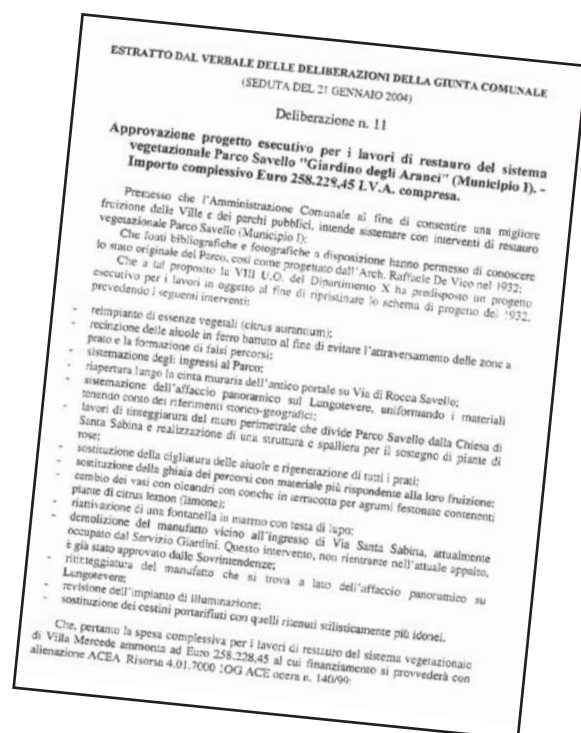 ESTRATTO DAL VERBALE DELLE DELIBERAZIONI DELLA GIUNTA COMUNALE
(SEDUTA DEL 21 GENNAIO 2004)
Deliberazione n. 11
Approvazione progetto esecutivo per i lavori di restauro del sistema
vegetazionale Parco Savello "Giardino degli Aranci" (Municipio I). -
Importo complessivo Euro 258.229,45 I.V.A. compresa.
Premesso che l'Amministrazione Comunale al fine di consentire una migliore
fruizione delle Ville e dei parchi pubblici, intende sistemare con interventi di restauro
vegetazionale Parco Savello (Municipio I);
Che fonti bibliografiche e fotografiche a disposizione hanno permesso di conoscere
lo stato originale del Parco, così come progettato dall'Arch. Raffaele De Vico nel 1932;
Che a tal proposito la VIII U.O. del Dipartimento X ha predisposto un progetto
esecutivo per i lavori in oggetto al fine di ripristinare lo schema di progetto del 1932,
prevedendo i seguenti interventi:
- reimpianto di essenze vegetali (citrus aurancum);
- recinzione delle aiuole in ferro battuto al fine di evitare l'attraversamento delle zone a
prato e la formazione di falsi percorsi;
- sistemazione degli ingressi al Parco;
- riapertura lungo la cinta muraria dell'antico portale su Via di Rocca Savello;
- sistemazione dell'affaccio panoramico sul Lungotevere, uniformando i materiali
tenendo conto dei riferimenti storico-geografici;
- lavori di tinteggiatura del muro perimetrale che divide Parco Savello dalla Chiesa di
Santa Sabina e realizzazione di una struttura e spalliera per il sostegno di piante di
rose;
- sostituzione della cigliatura delle aiuole e rigenerazione di tutti i prati;
- sostituzione della ghiaia dei percorsi con materiale più rispondente alla loro fruizione;
- cambio dei vasi con oleandri con conche in terracotta per agrumi festonate contenenti
piante di citrus lemon (limone);
- riattivazione di una fontanella in marmo con testa di lupo;
- demolizione del manufatto vicino all'ingresso di Via Santa Sabina, attualmente
occupato dal Servizio Giardini. Questo intervento, non rientrante nell'attuale appalto,
è già stato approvato dalle Sovrintendenze;
- ritinteggiatura del manufatto che si trova a lato dell'affaccio panoramico su
Lungotevere;
- revisione dell'impianto di illuminazione;
- sostituzione dei cestini portarifiuti con quelli ritenuti stilisticamente più idonei.
Che, pertanto la spesa complessiva per i lavori di restauro del sistema vegetazionale
di Villa Mercede ammonta ad Euro 258.228,45 al cui finanziamento si provvederà con
alienazione ACEA Risorsa 4.01.7000 1OG ACE opera n. 140/99;